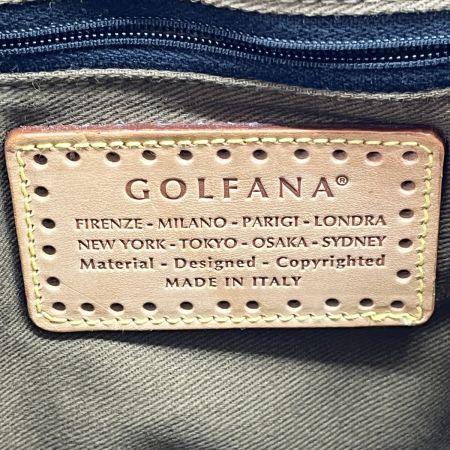 GOLFANA®
FIRENZE - MILANO - PARIGI - LONDRA
NEW YORK - TOKYO - OSAKA - SYDNEY
Material - Designed - Copyrighted
MADE IN ITALY